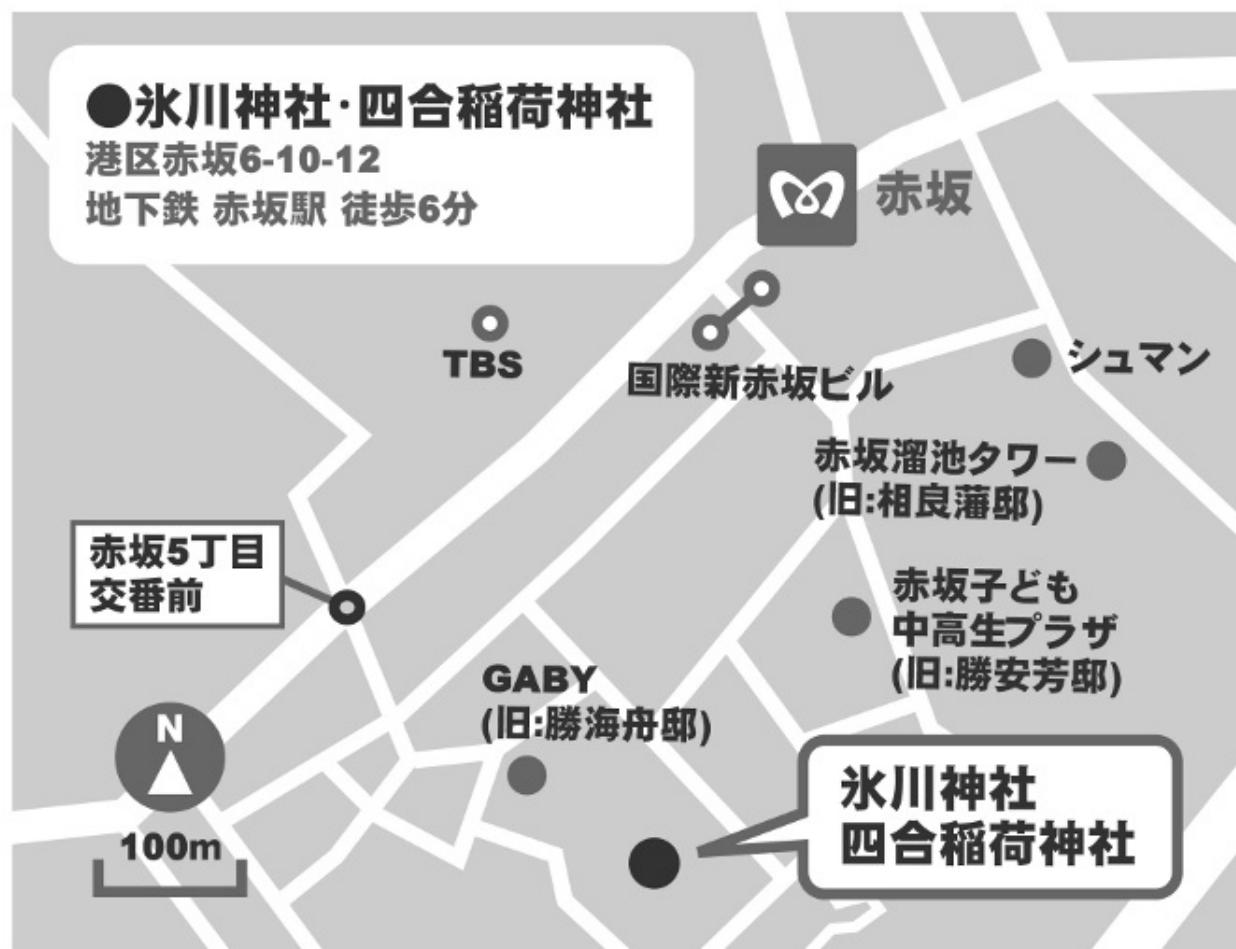 ●氷川神社·四合稲荷神社
港区赤坂6-10-12
地下鉄 赤坂駅 徒歩6分
赤坂
TBS
国際新赤坂ビル
シュマン
赤坂溜池タワー
(旧:相良藩邸)
赤坂5丁目
交番前
赤坂子ども
中高生プラザ
(旧:勝安芳邸)
GABY
(旧:勝海舟邸)
N
100m
氷川神社
四合稲荷神社